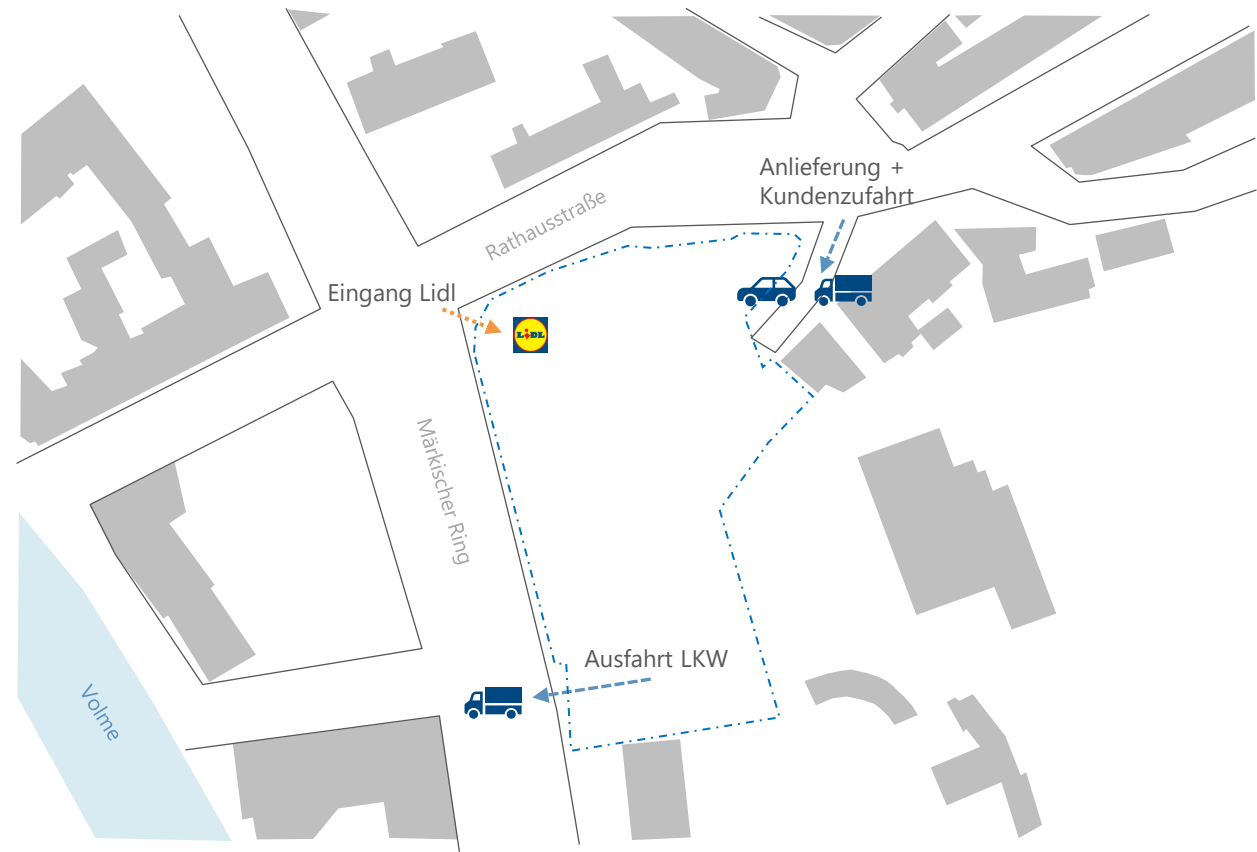 Anlieferung +
Kundenzufahrt
Rathausstraße
Eingang Lidl
LIDL
Märkischer Ring
Ausfahrt LKW
Volme